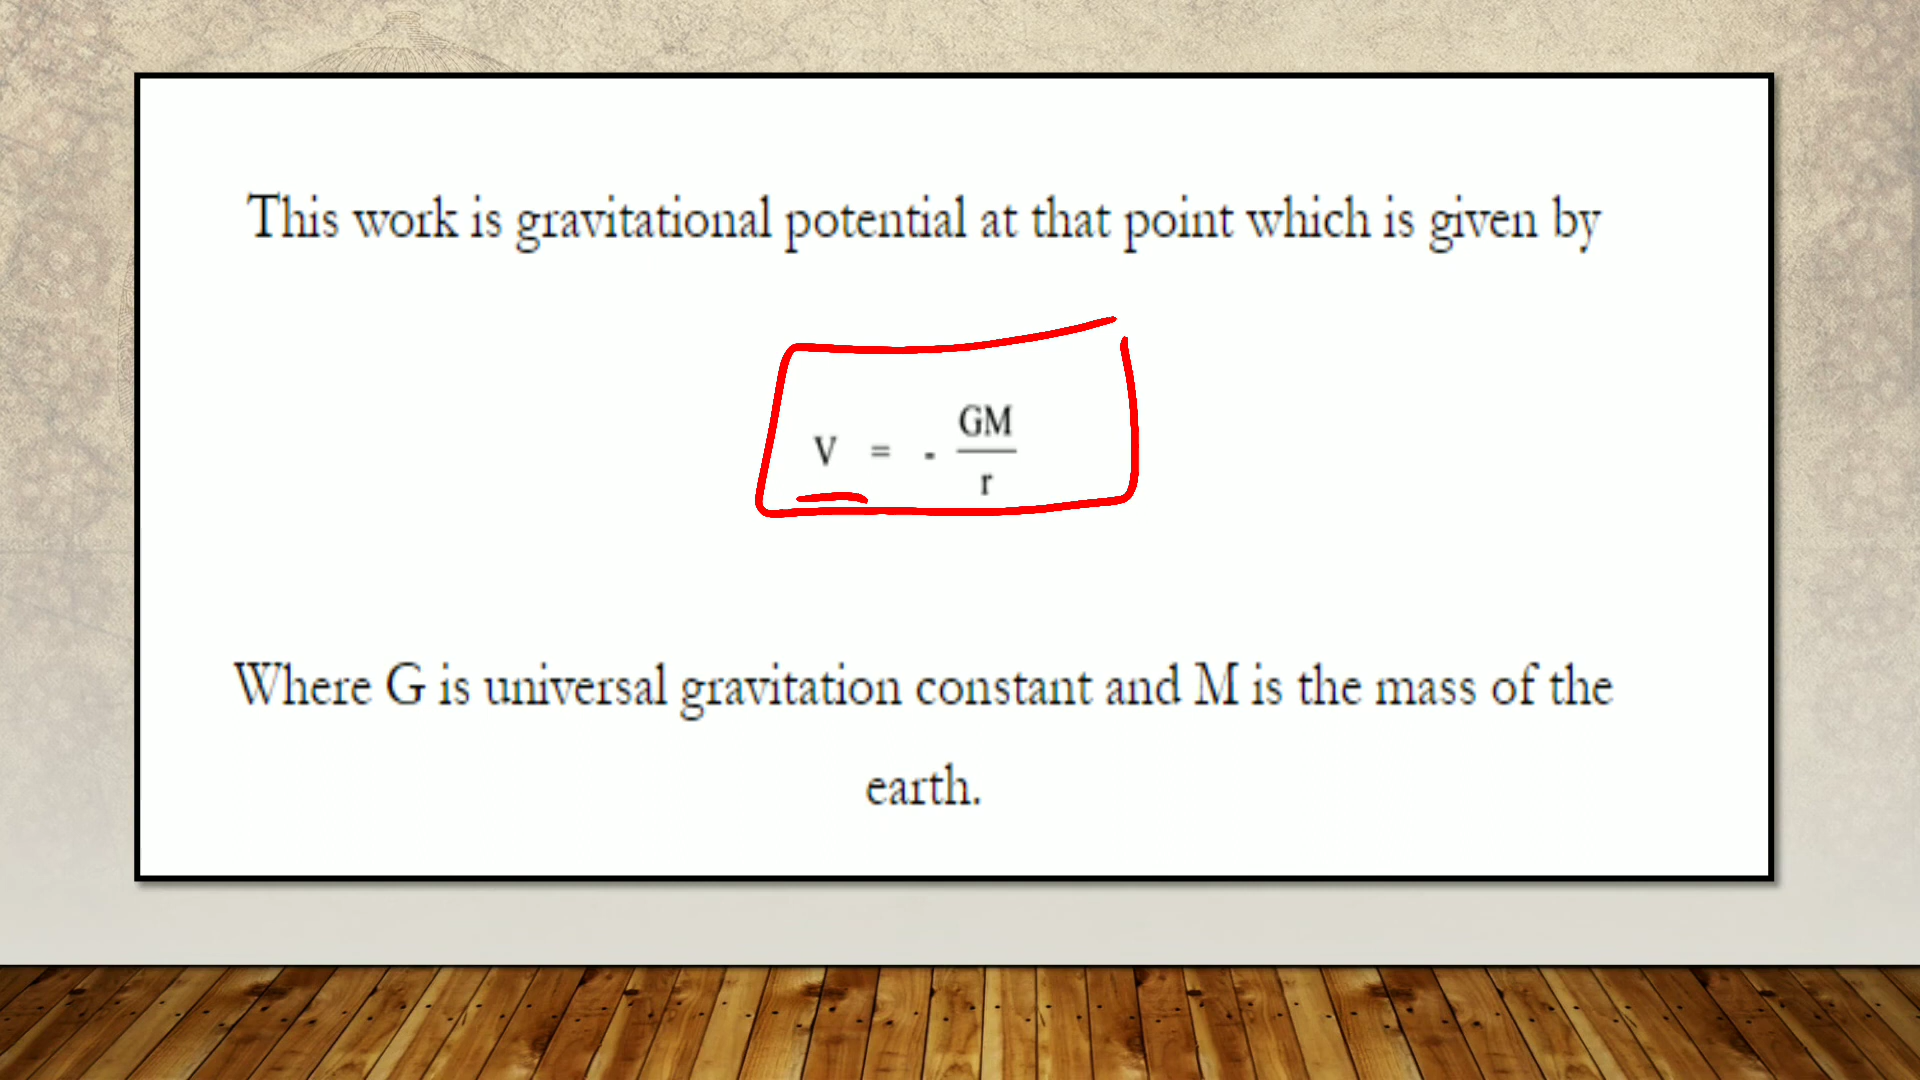 This work is gravitational potential at that point which is given by
V = - GM/r
Where G is universal gravitation constant and M is the mass of the
earth.